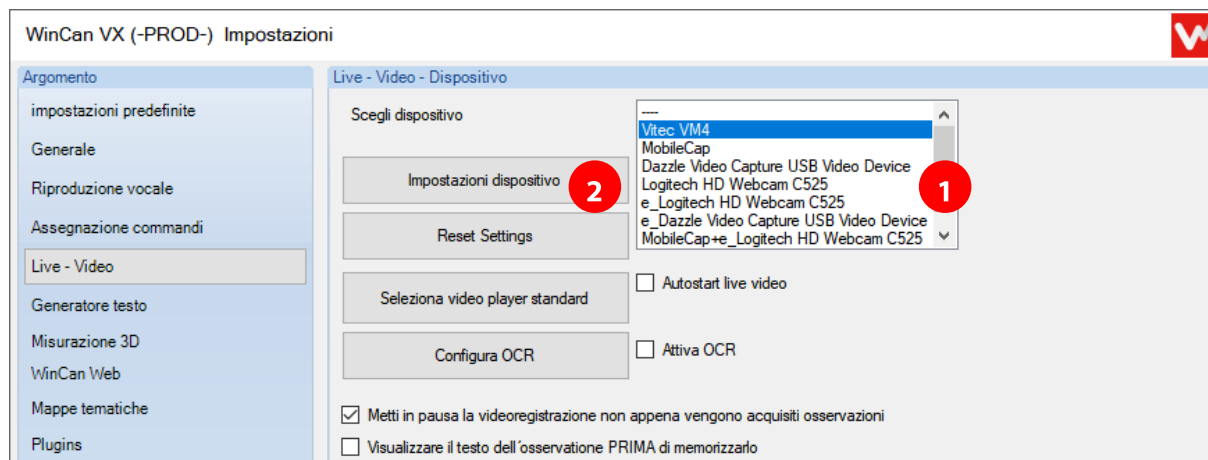 WinCan VX (-PROD-) Impostazioni
Argomento
impostazioni predefinite
Generale
Riproduzione vocale
Assegnazione commandi
Live - Video
Generatore testo
Misurazione 3D
WinCan Web
Mappe tematiche
Plugins
Live - Video - Dispositivo
Scegli dispositivo
----
Vitec VM4
MobileCap
Dazzle Video Capture USB Video Device
Logitech HD Webcam C525
e_Logitech HD Webcam C525
e_Dazzle Video Capture USB Video Device
MobileCap+e_Logitech HD Webcam C525
1
Impostazioni dispositivo
2
Reset Settings
Seleziona video player standard
Autostart live video
Configura OCR
Attiva OCR
Metti in pausa la videoregistrazione non appena vengono acquisiti osservazioni
Visualizzare il testo dell´osservatione PRIMA di memorizzarlo